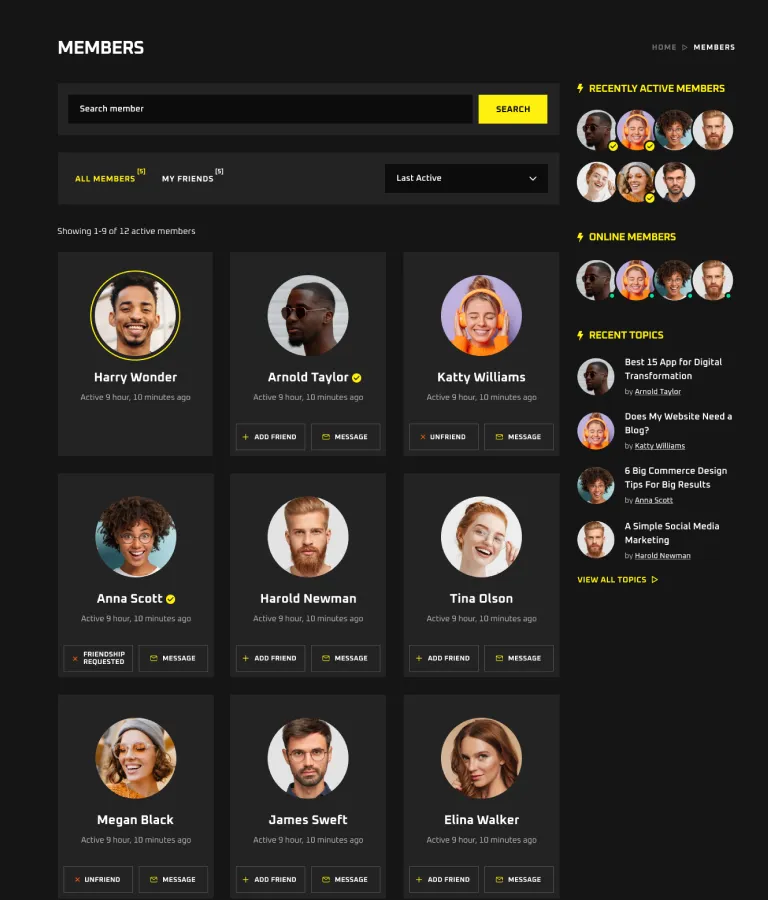 MEMBERS
HOME MEMBERS
Search member
SEARCH
ALL MEMBERS [5]
MY FRIENDS [5]
Last Active
Showing 1-9 of 12 active members
Harry Wonder
Active 9 hour, 10 minutes ago
Arnold Taylor
Active 9 hour, 10 minutes ago
ADD FRIEND
MESSAGE
Katty Williams
Active 9 hour, 10 minutes ago
UNFRIEND
MESSAGE
Anna Scott
Active 9 hour, 10 minutes ago
FRIENDSHIP
REQUESTED
MESSAGE
Harold Newman
Active 9 hour, 10 minutes ago
ADD FRIEND
MESSAGE
Tina Olson
Active 9 hour, 10 minutes ago
ADD FRIEND
MESSAGE
Megan Black
Active 9 hour, 10 minutes ago
UNFRIEND
MESSAGE
James Sweft
Active 9 hour, 10 minutes ago
ADD FRIEND
MESSAGE
Elina Walker
Active 9 hour, 10 minutes ago
ADD FRIEND
MESSAGE
RECENTLY ACTIVE MEMBERS
ONLINE MEMBERS
RECENT TOPICS
Best 15 App for Digital
Transformation
by Arnold Taylor
Does My Website Need a
Blog?
by Katty Williams
6 Big Commerce Design
Tips For Big Results
by Anna Scott
A Simple Social Media
Marketing
by Harold Newman
VIEW ALL TOPICS